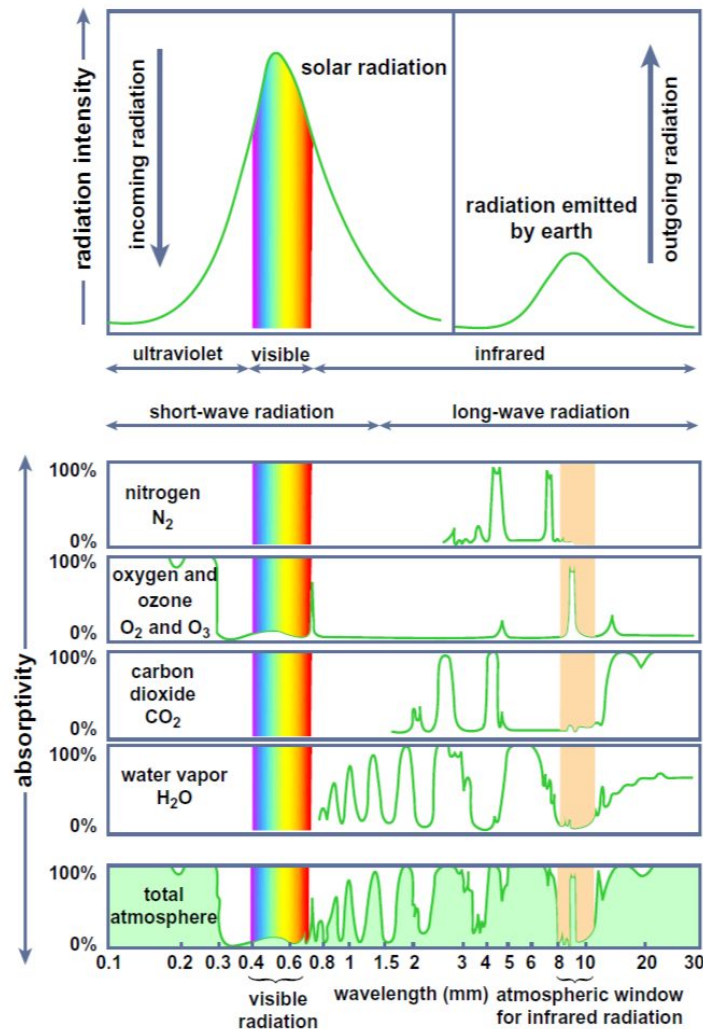 radiation intensity
incoming radiation
solar radiation
radiation emitted
by earth
outgoing radiation
ultraviolet
visible
infrared
short-wave radiation
long-wave radiation
absorptivity
100%
nitrogen
N₂
0%
100%
oxygen and
ozone
O₂ and O₃
0%
100%
carbon
dioxide
CO₂
0%
100%
water vapor
H₂O
0%
100%
total
atmosphere
0%
0.1 0.2 0.3 0.4 0.6 0.8 1 1.5 2 3 4 5 6 8 10 20 30
visible
radiation
wavelength (mm)
atmospheric window
for infrared radiation